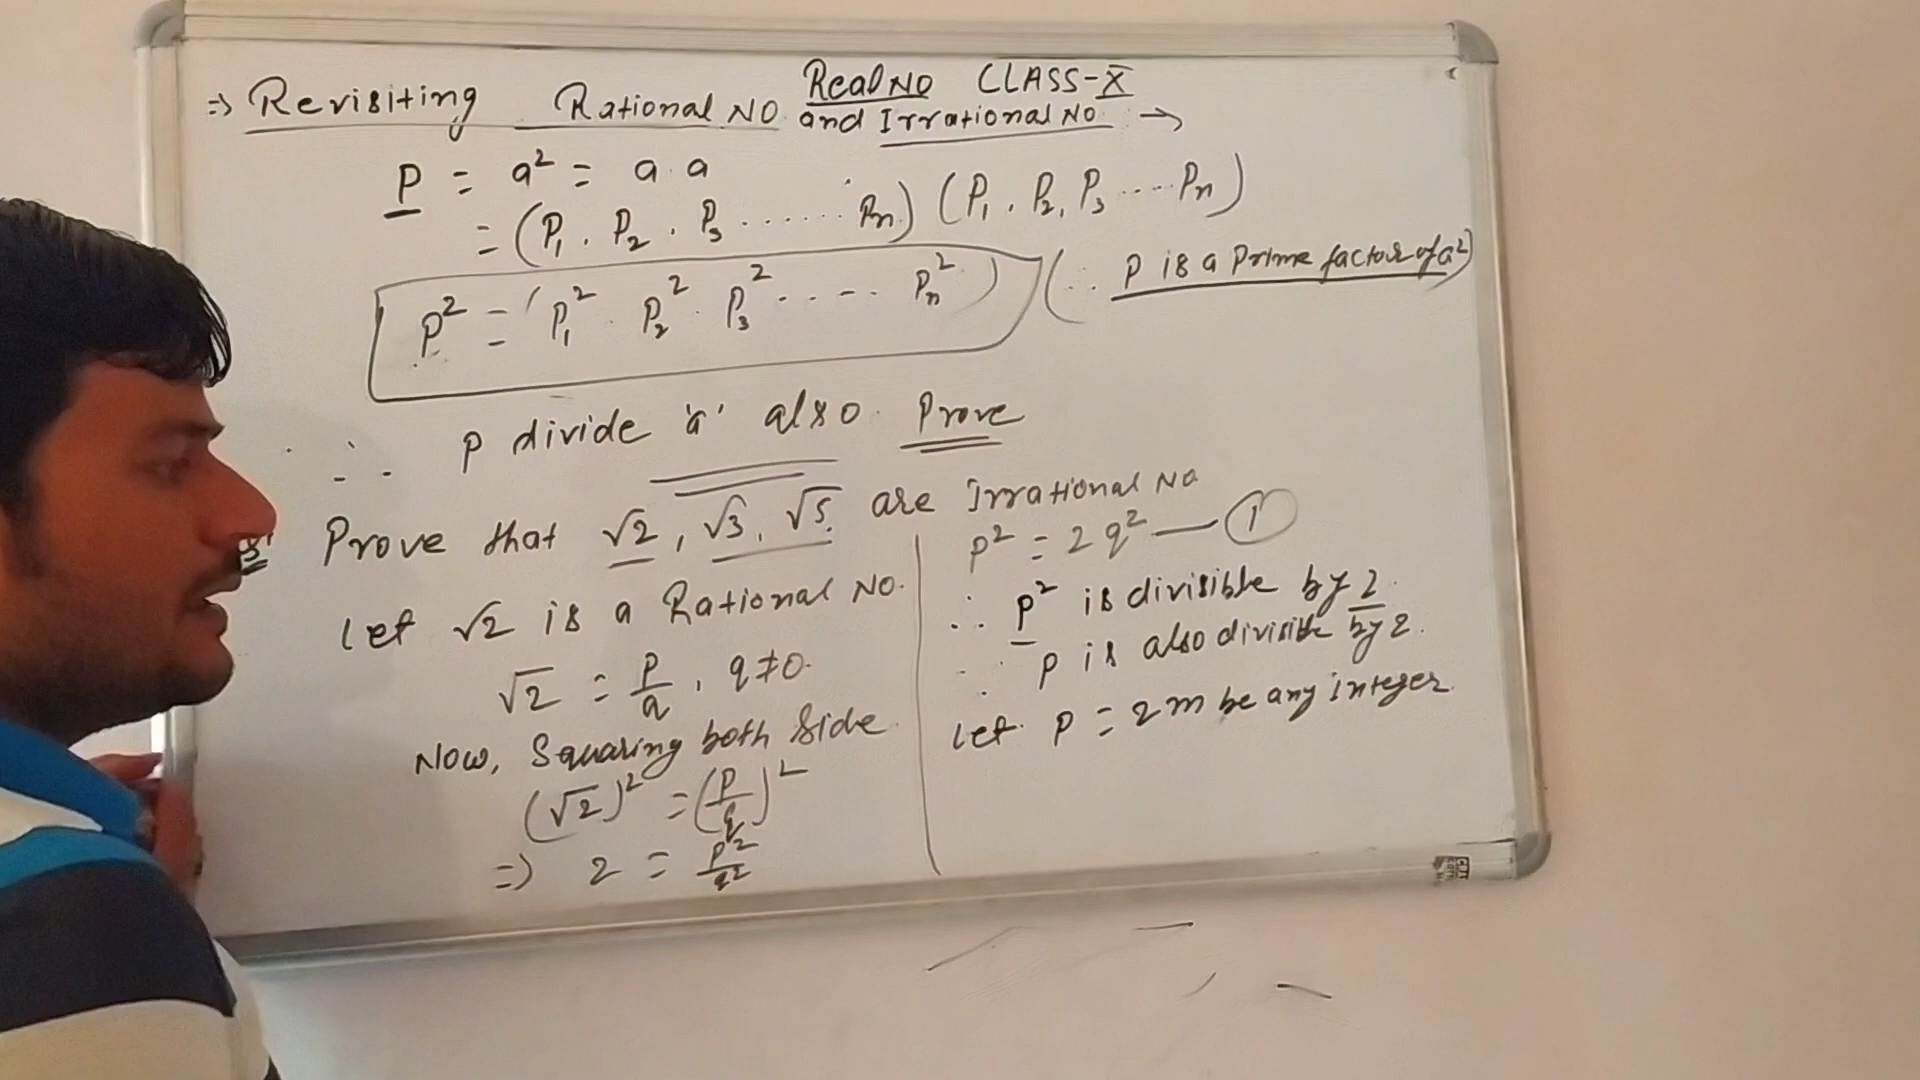 Real NO CLASS-X
⇒ Revisiting Rational NO. and Irrational NO. →
P = a² = a . a
= (P₁ . P₂ . P₃ ....... Pn) (P₁ . P₂ . P₃ ..... Pn)
P² = (P₁² . P₂² . P₃² ..... Pn²) (∵ P is a Prime factor of a²)
∴ P divide 'a' also Prove
Prove that √2, √3, √5 are Irrational NO
Let √2 is a Rational NO.
√2 = p/q , q ≠ 0.
Now, Squaring both Side
(√2)² = (p/q)²
⇒ 2 = p²/q²
p² = 2q² — ①
∴ p² is divisible by 2.
∴ p is also divisible by 2.
Let p = 2m be any integer.